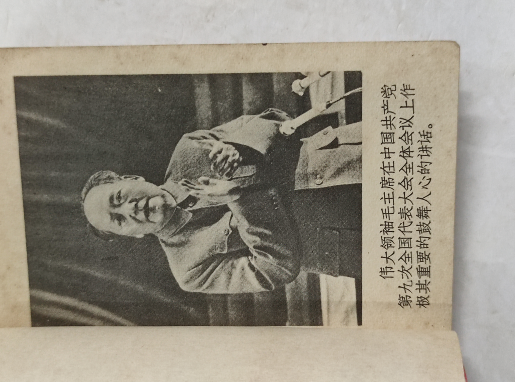 伟大领袖毛主席在中国共产党
第九次全国代表大会全体会议上作
极其重要的鼓舞人心的讲话。